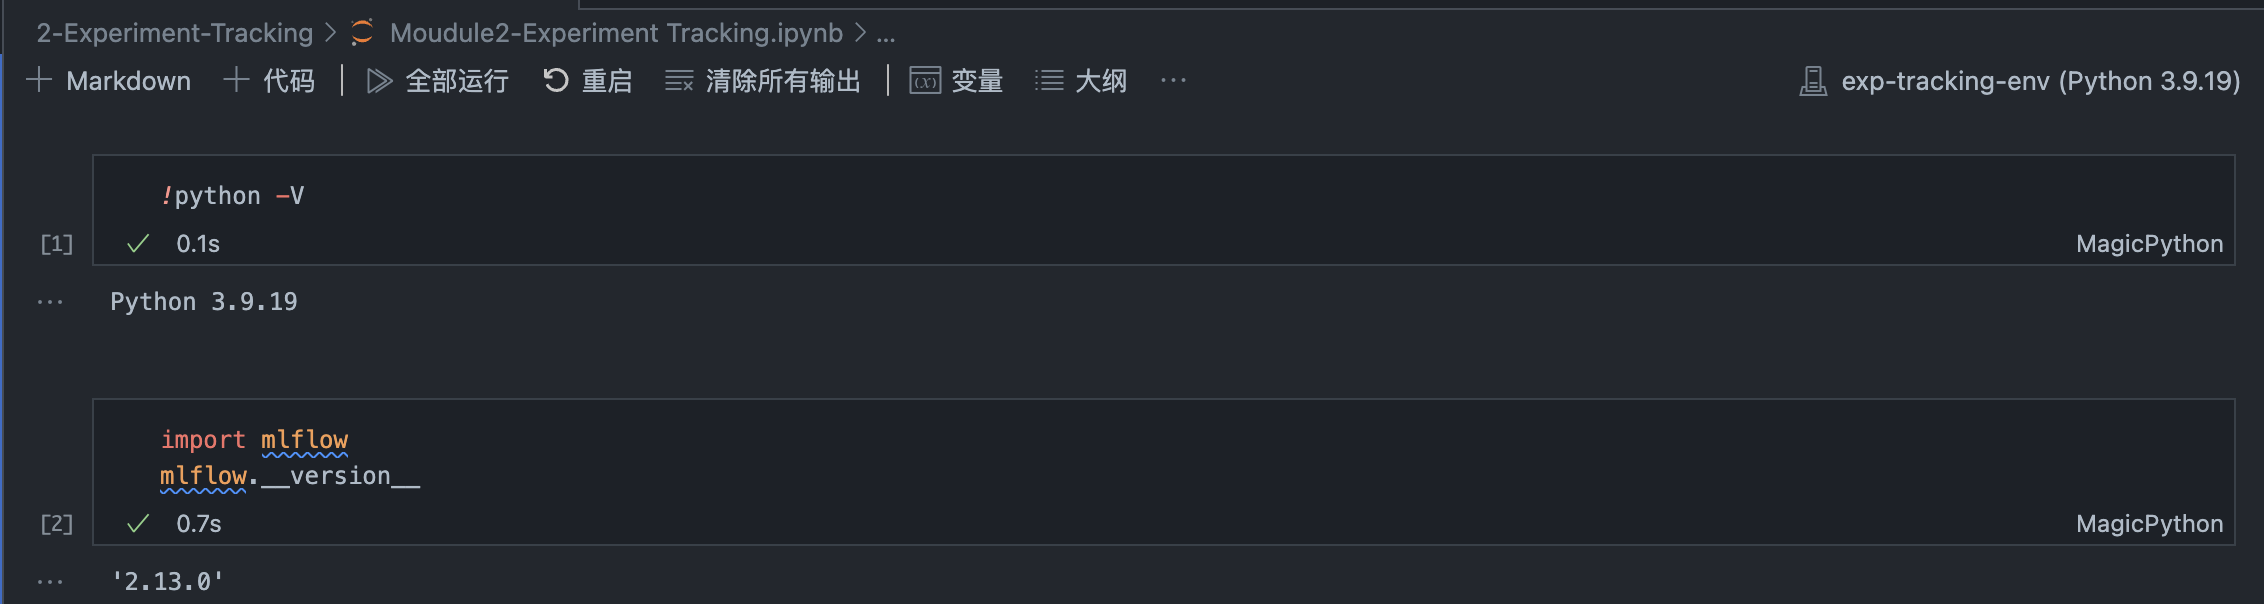 2-Experiment-Tracking > Moudule2-Experiment Tracking.ipynb > ...
+ Markdown + 代码 | 全部运行 重启 清除所有输出 | (x) 变量 大纲 ... exp-tracking-env (Python 3.9.19)
!python -V
[1] ✓ 0.1s MagicPython
... Python 3.9.19
import mlflow
mlflow.__version__
[2] ✓ 0.7s MagicPython
... '2.13.0'